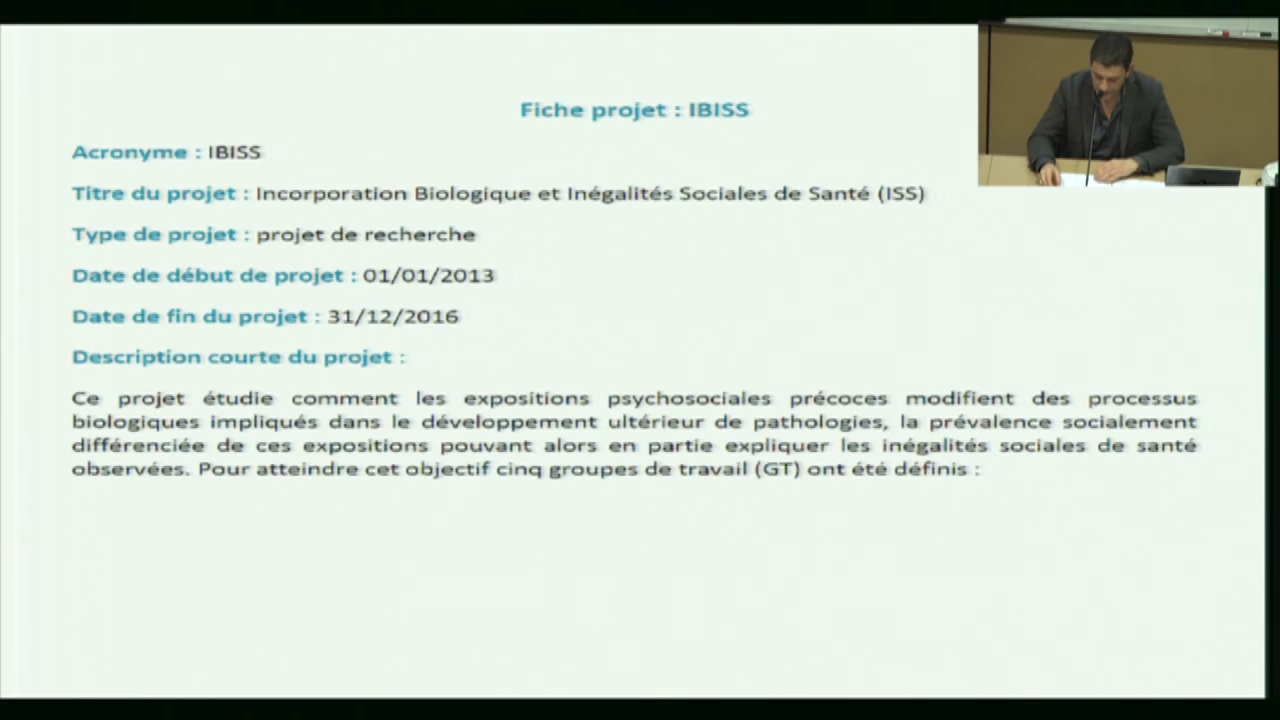 Fiche projet : IBISS
Acronyme : IBISS
Titre du projet : Incorporation Biologique et Inégalités Sociales de Santé (ISS)
Type de projet : projet de recherche
Date de début de projet : 01/01/2013
Date de fin du projet : 31/12/2016
Description courte du projet :
Ce projet étudie comment les expositions psychosociales précoces modifient des processus
biologiques impliqués dans le développement ultérieur de pathologies, la prévalence socialement
différenciée de ces expositions pouvant alors en partie expliquer les inégalités sociales de santé
observées. Pour atteindre cet objectif cinq groupes de travail (GT) ont été définis :